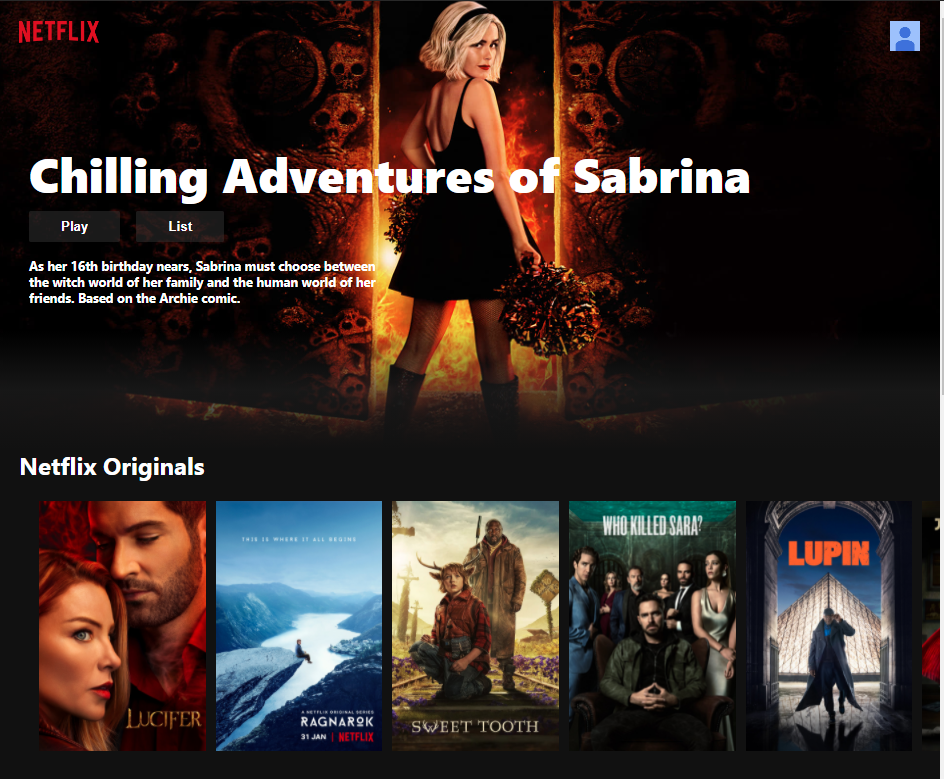 NETFLIX
Chilling Adventures of Sabrina
Play
List
As her 16th birthday nears, Sabrina must choose between
the witch world of her family and the human world of her
friends. Based on the Archie comic.
Netflix Originals
LUCIFER
THIS IS WHERE IT ALL BEGINS
A NETFLIX ORIGINAL SERIES
RAGNAROK
31 JAN | NETFLIX
SWEET TOOTH
WHO KILLED SARA?
LUPIN